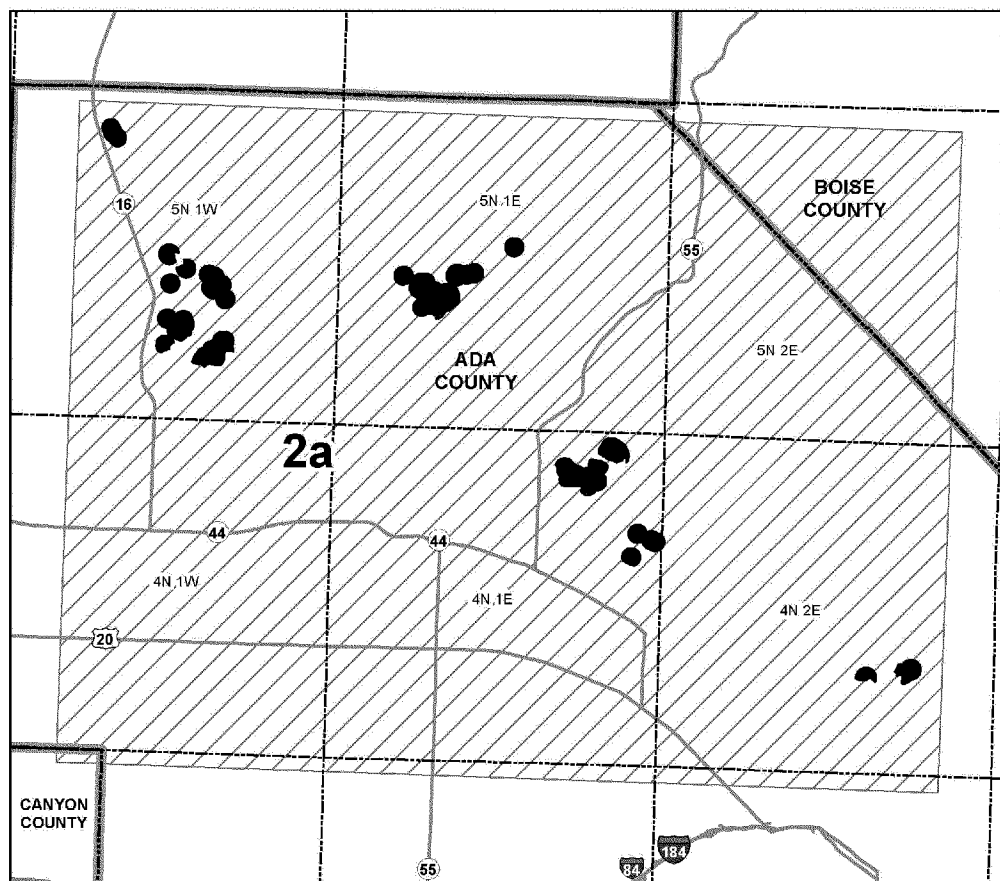 BOISE
COUNTY
16
5N 1W
5N 1E
55
5N 2E
ADA
COUNTY
2a
44
44
4N 1W
4N 1E
4N 2E
20
CANYON
COUNTY
55
84
184